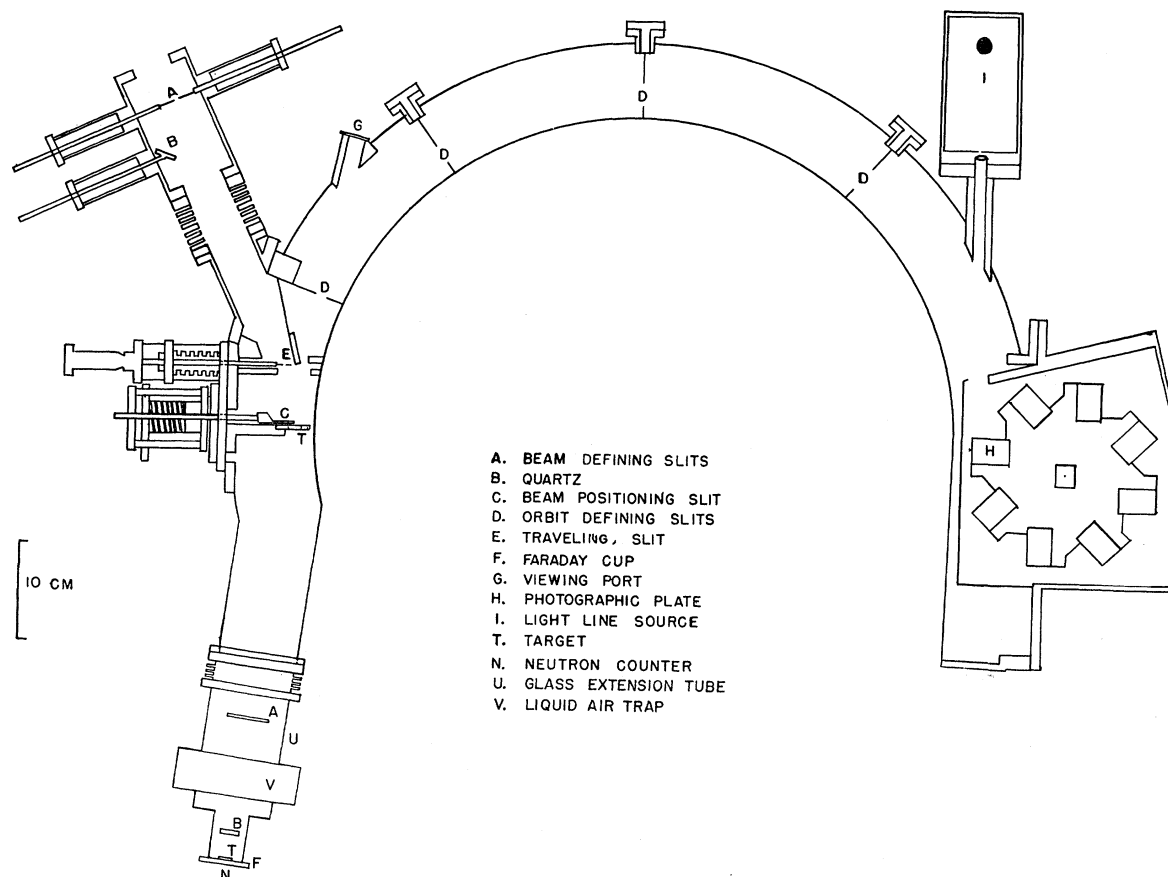 A
B
G
D
D
D
I
D
E
C
T
H
A. BEAM DEFINING SLITS
B. QUARTZ
C. BEAM POSITIONING SLIT
D. ORBIT DEFINING SLITS
E. TRAVELING, SLIT
F. FARADAY CUP
G. VIEWING PORT
H. PHOTOGRAPHIC PLATE
I. LIGHT LINE SOURCE
T. TARGET
N. NEUTRON COUNTER
U. GLASS EXTENSION TUBE
V. LIQUID AIR TRAP
10 CM
A
U
V
B
T
F
N